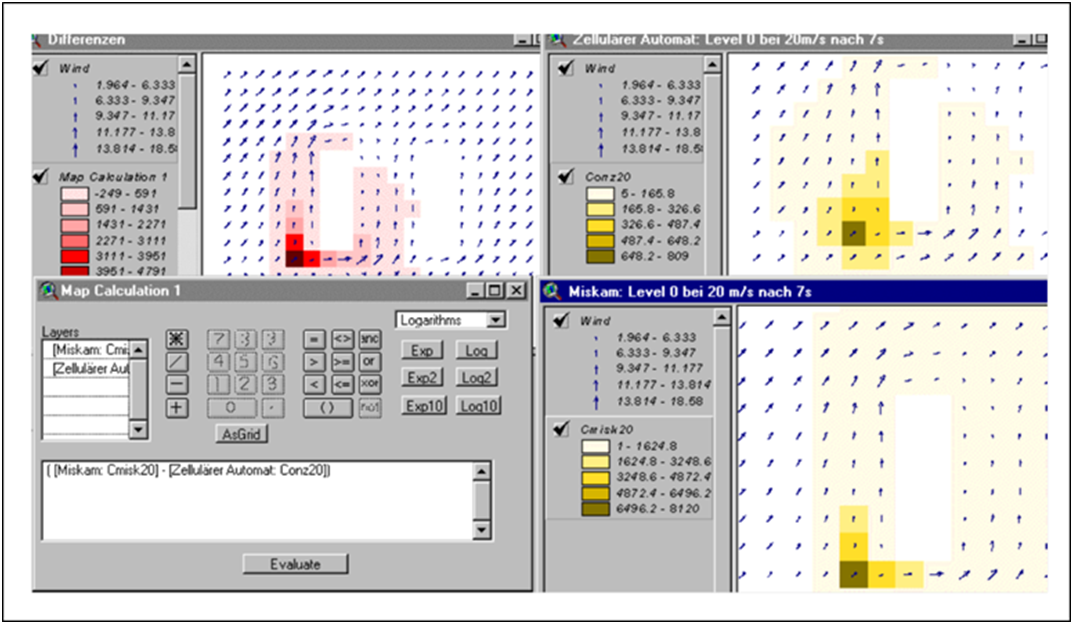 Differenzen
Wind
1.964 - 6.333
6.333 - 9.347
9.347 - 11.17
11.177 - 13.8
13.814 - 18.58
Map Calculation 1
-249 - 591
591 - 1431
1431 - 2271
2271 - 3111
3111 - 3951
3951 - 4791
Zellulärer Automat: Level 0 bei 20m/s nach 7s
Wind
1.964 - 6.333
6.333 - 9.347
9.347 - 11.17
11.177 - 13.8
13.814 - 18.5
Conz20
5 - 165.8
165.8 - 326.6
326.6 - 487.4
487.4 - 648.2
648.2 - 809
Map Calculation 1
Layers
[Miskam: Cmis
[Zellulärer Aut
Logarithms
7
4 5
1 2 3
0 .
= <> and
> >= or
< <= xor
( ) not
AsGrid
Exp Log
Exp2 Log2
Exp10 Log10
( [Miskam: Cmisk20] - [Zellulärer Automat: Conz20])
Evaluate
Miskam: Level 0 bei 20 m/s nach 7s
Wind
1.964 - 6.333
6.333 - 9.347
9.347 - 11.177
11.177 - 13.814
13.814 - 18.58
Cmisk20
1 - 1624.8
1624.8 - 3248.6
3248.6 - 4872.4
4872.4 - 6496.2
6496.2 - 8120